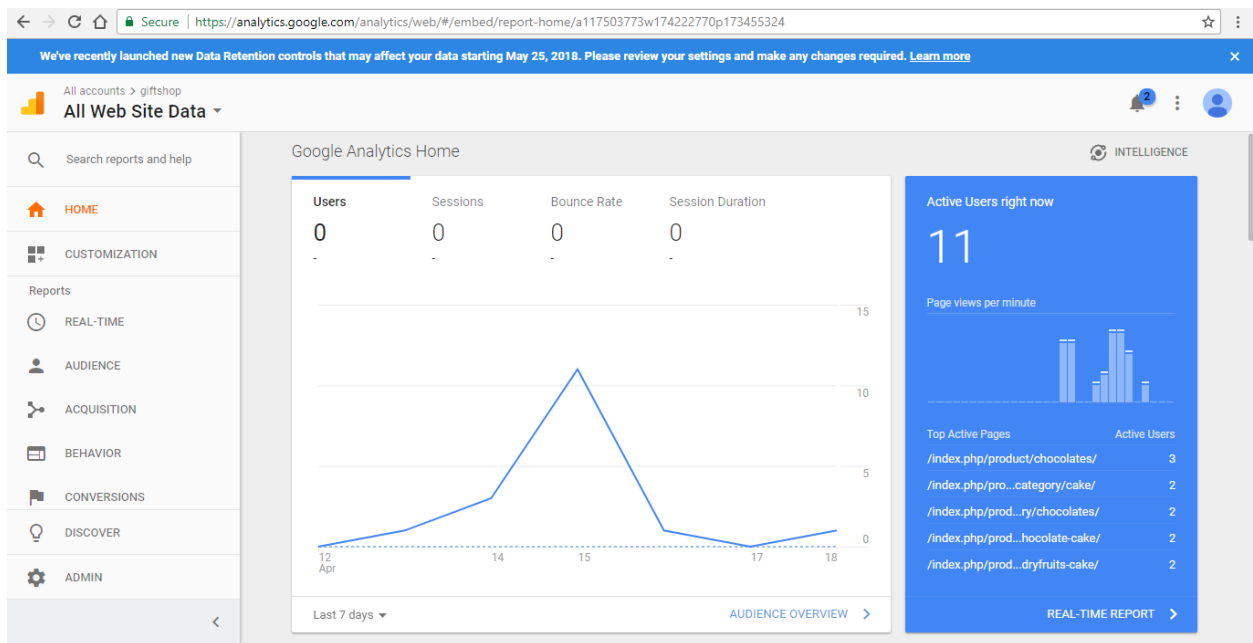 Secure | https://analytics.google.com/analytics/web/#/embed/report-home/a117503773w174222770p173455324
We've recently launched new Data Retention controls that may affect your data starting May 25, 2018. Please review your settings and make any changes required. Learn more
All accounts > giftshop
All Web Site Data
2
Search reports and help
HOME
CUSTOMIZATION
Reports
REAL-TIME
AUDIENCE
ACQUISITION
BEHAVIOR
CONVERSIONS
DISCOVER
ADMIN
Google Analytics Home
INTELLIGENCE
Users Sessions Bounce Rate Session Duration
0 0 0 0
- - - -
15
10
5
0
12 14 15 17 18
Apr
Last 7 days
AUDIENCE OVERVIEW >
Active Users right now
11
Page views per minute
Top Active Pages Active Users
/index.php/product/chocolates/ 3
/index.php/pro...category/cake/ 2
/index.php/prod...ry/chocolates/ 2
/index.php/prod...hocolate-cake/ 2
/index.php/prod...dryfruits-cake/ 2
REAL-TIME REPORT >